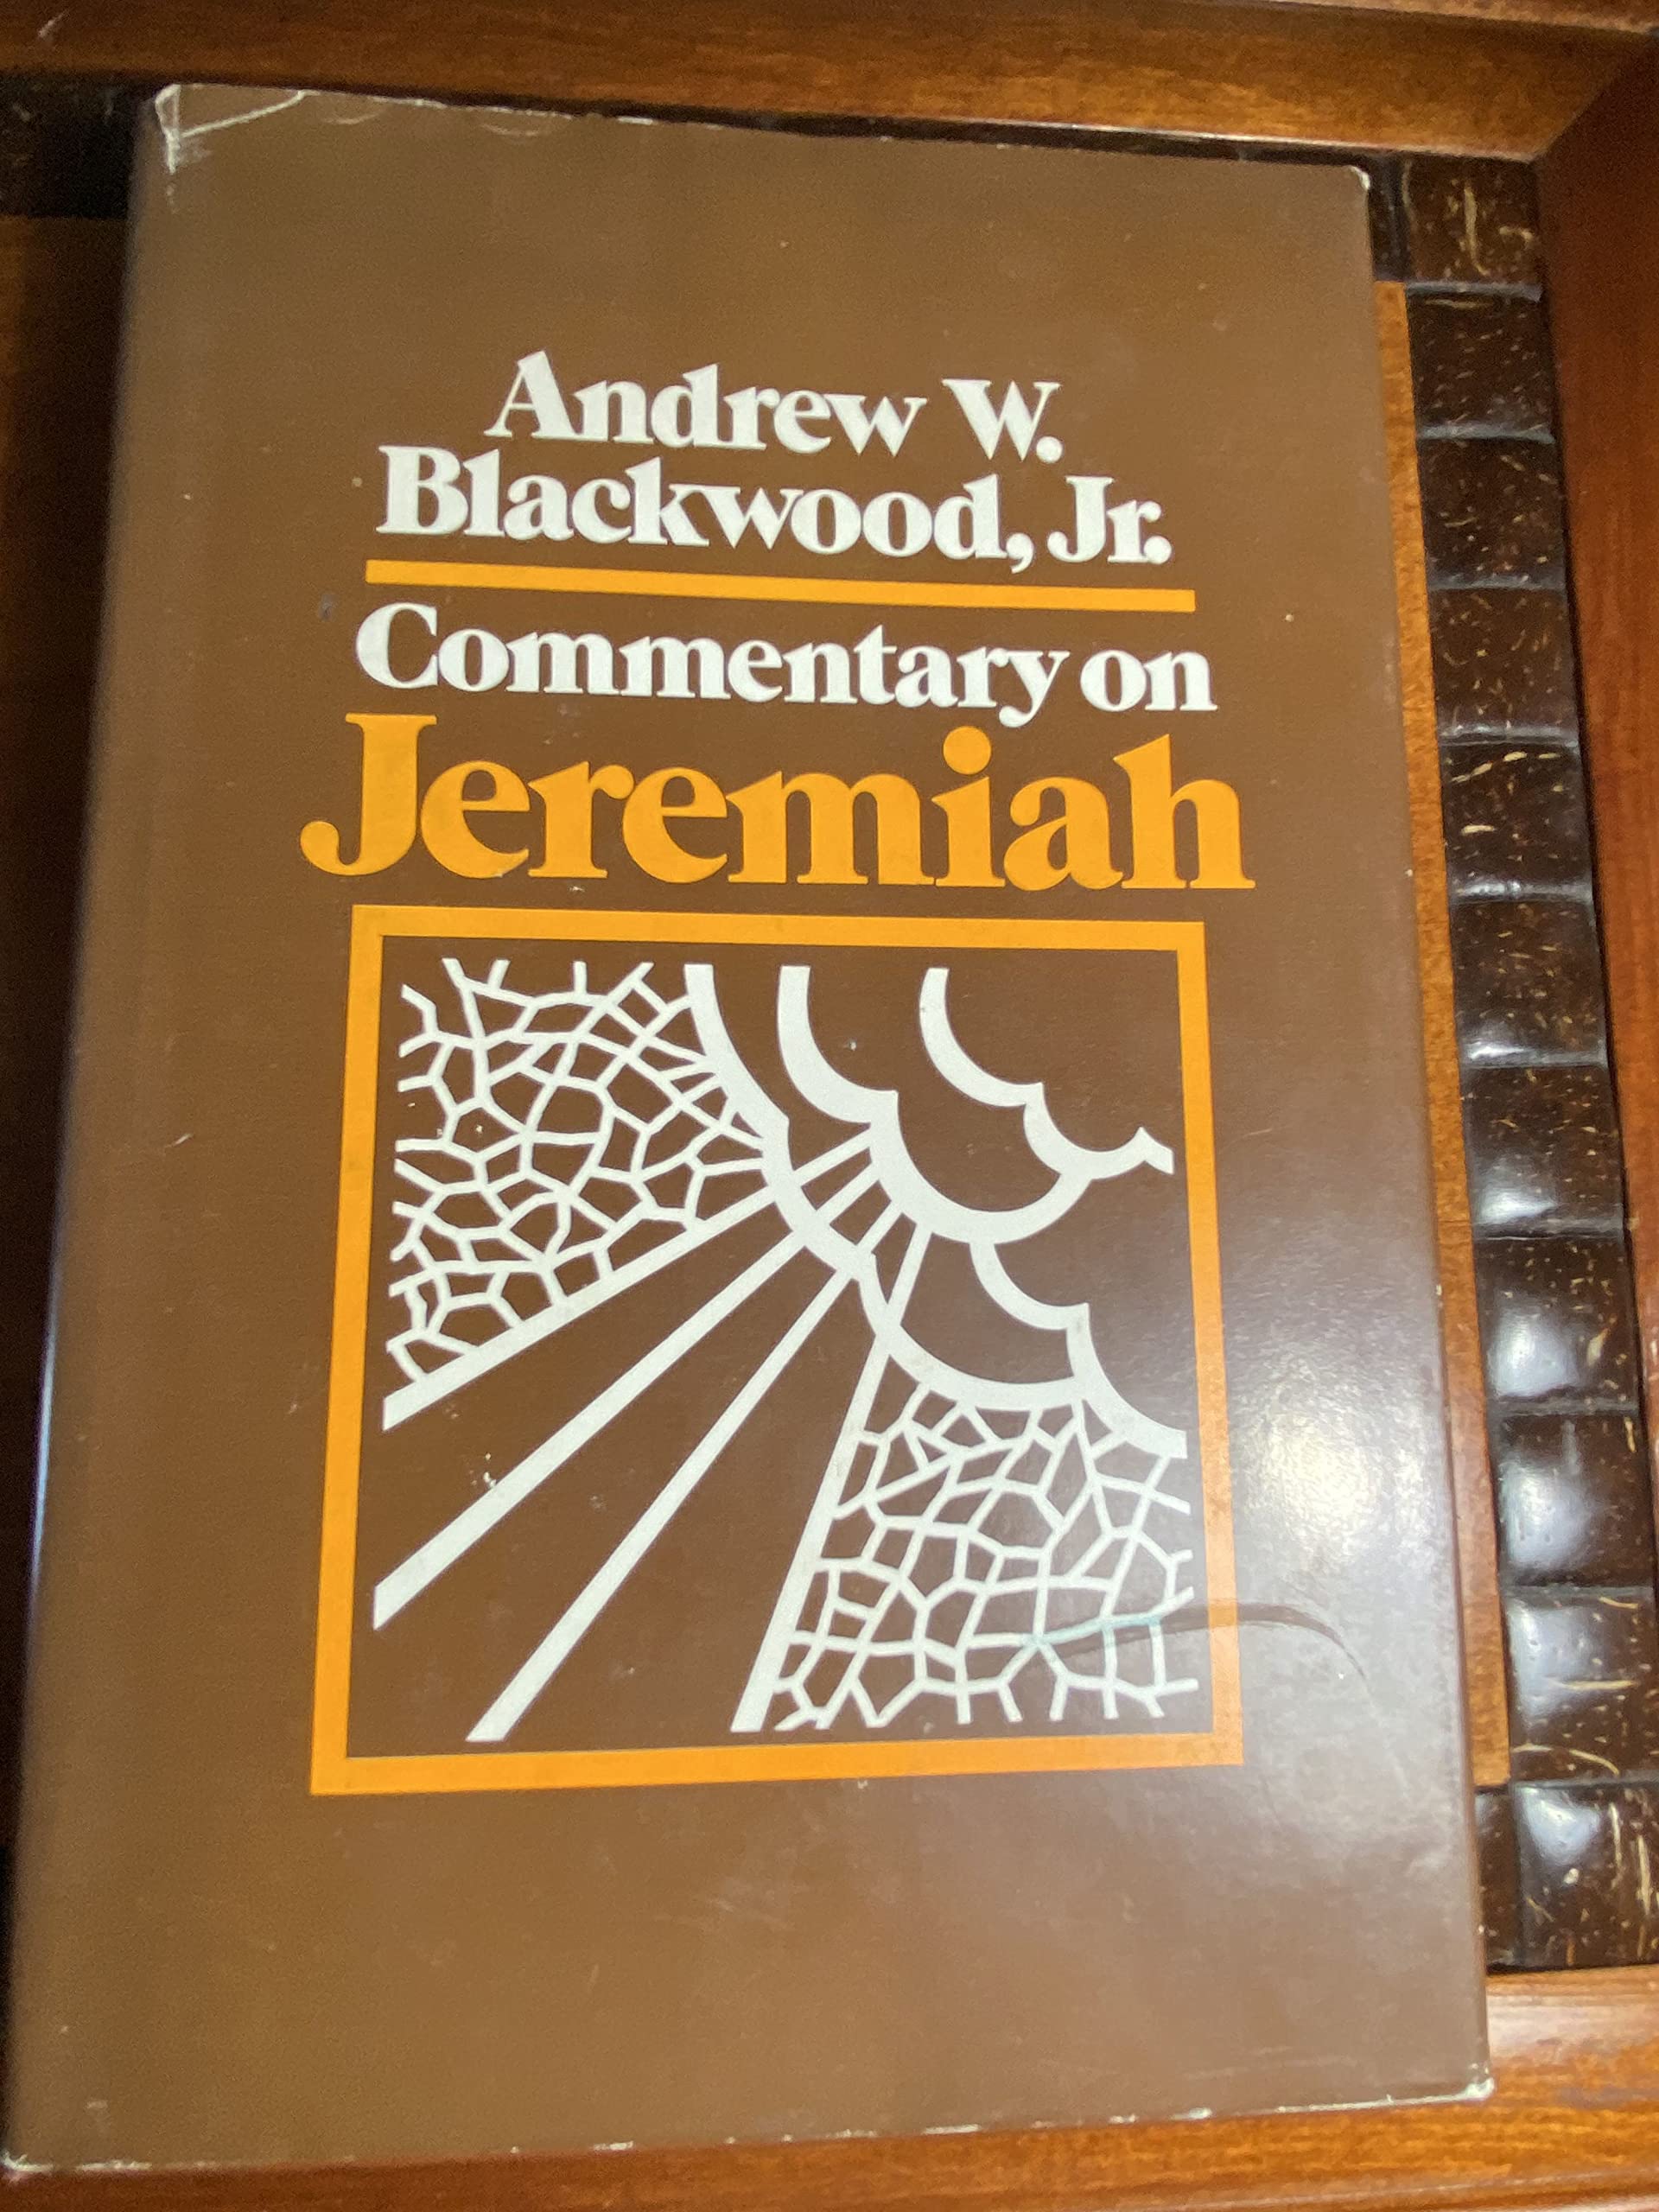 Andrew W.
Blackwood, Jr.
Commentary on
Jeremiah